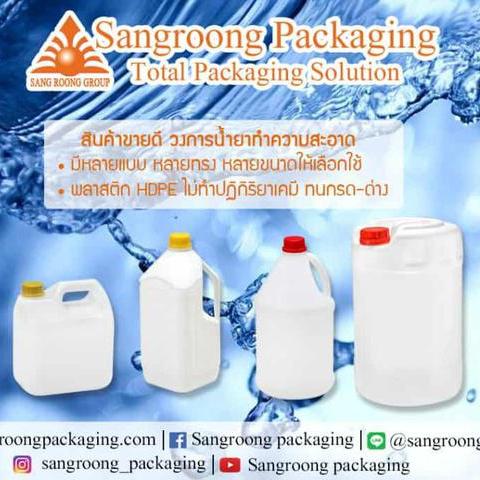 Sangroong Packaging
Total Packaging Solution
SANG ROONG GROUP
สินค้าขายดี วงการน้ำยาทำความสะอาด
• มีหลายแบบ หลายทรง หลายขนาดให้เลือกใช้
• พลาสติก HDPE ไม่ทำปฏิกิริยาเคมี ทนกรด-ด่าง
roongpackaging.com | Sangroong packaging | @sangroong
sangroong_packaging | Sangroong packaging